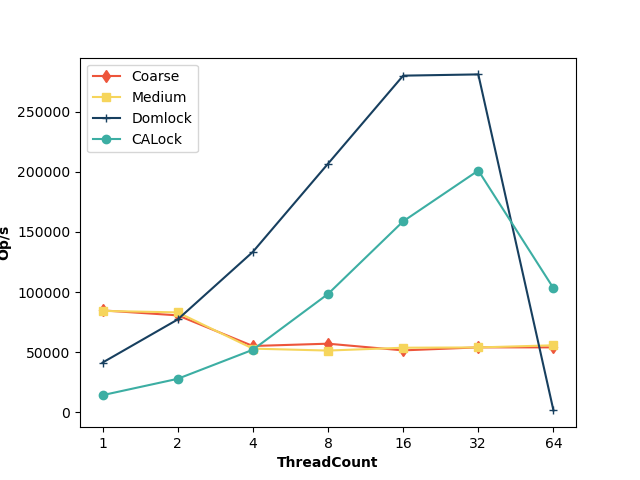 Coarse
Medium
Domlock
CALock
250000
200000
150000
100000
50000
0
Op/s
1 2 4 8 16 32 64
ThreadCount